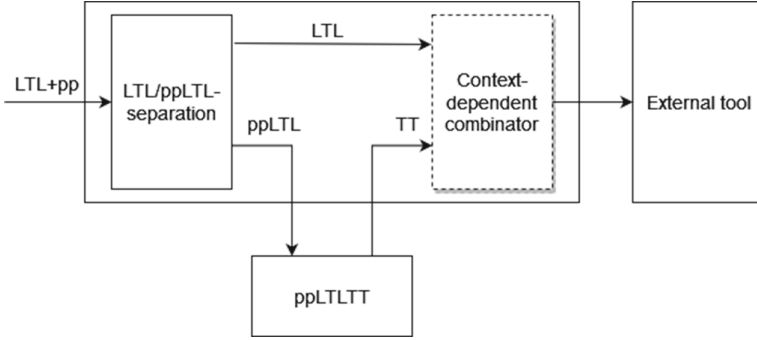 LTL
LTL+pp
LTL/ppLTL-
separation
Context-
dependent
combinator
External tool
ppLTL
TT
ppLTLTT